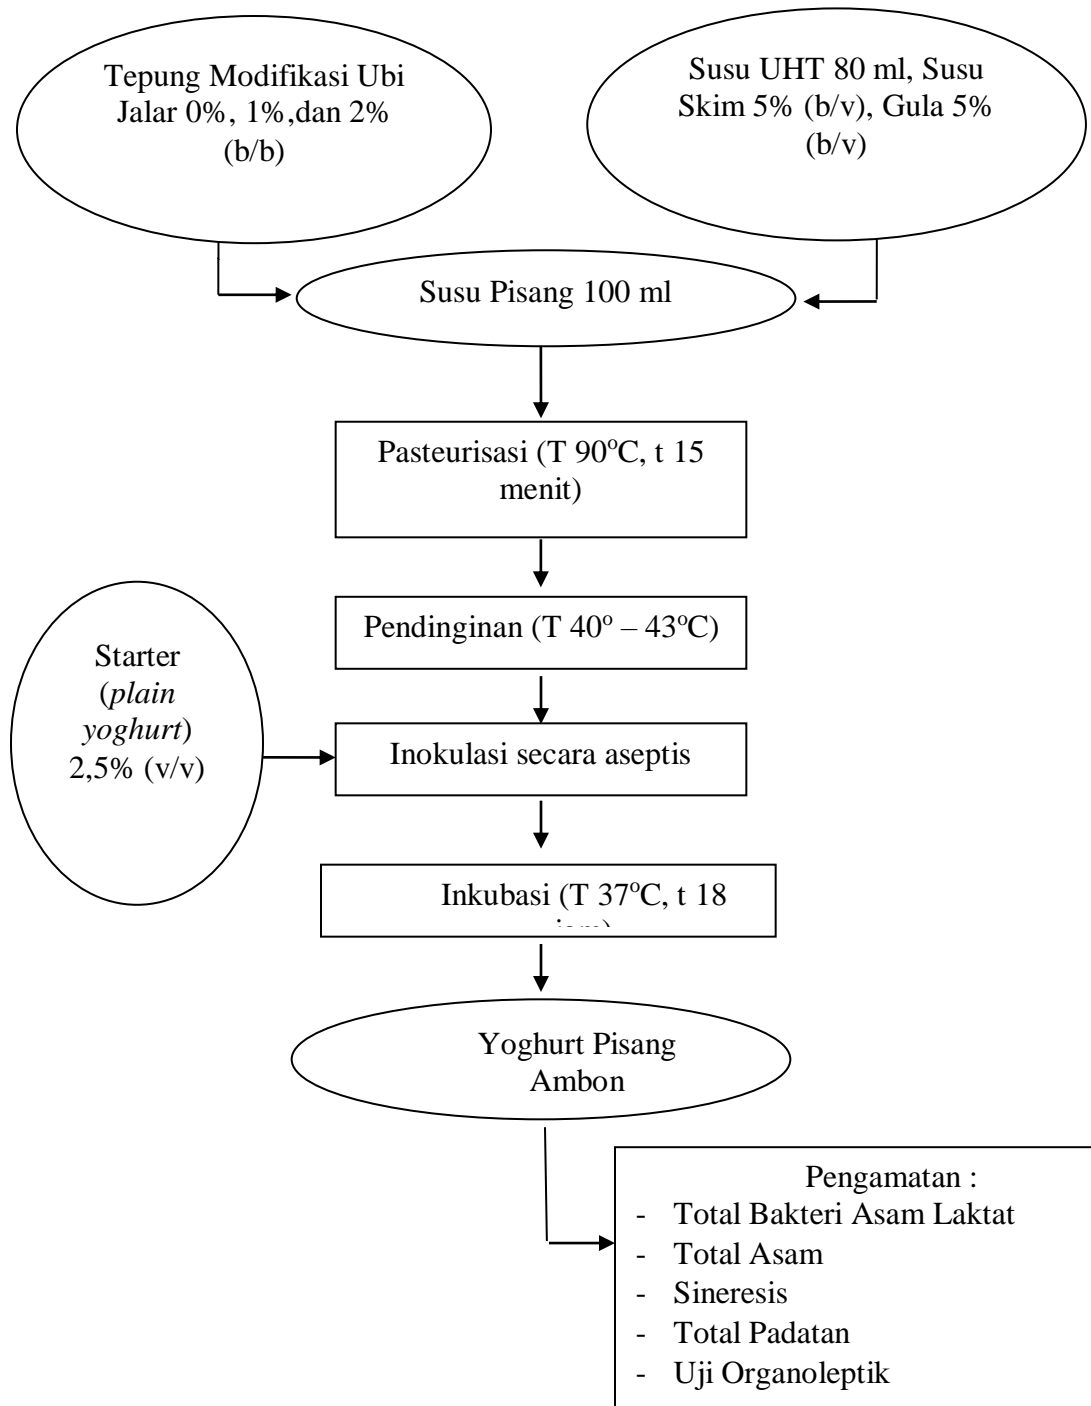 Tepung Modifikasi Ubi
Jalar 0%, 1%,dan 2%
(b/b)
Susu UHT 80 ml, Susu
Skim 5% (b/v), Gula 5%
(b/v)
Susu Pisang 100 ml
Pasteurisasi (T 90°C, t 15
menit)
Pendinginan (T 40° – 43°C)
Starter
(plain
yoghurt)
2,5% (v/v)
Inokulasi secara aseptis
Inkubasi (T 37°C, t 18
Yoghurt Pisang
Ambon
Pengamatan :
- Total Bakteri Asam Laktat
- Total Asam
- Sineresis
- Total Padatan
- Uji Organoleptik